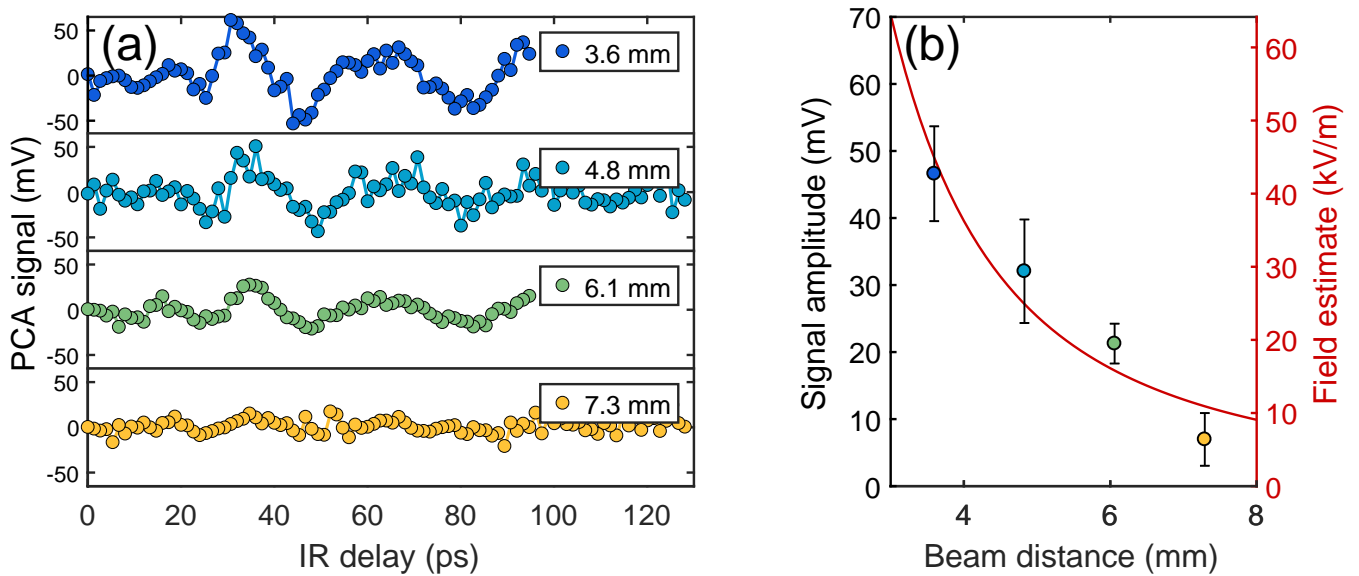 (a)
PCA signal (mV)
50
0
-50
3.6 mm
50
0
-50
4.8 mm
50
0
-50
6.1 mm
50
0
-50
7.3 mm
0 20 40 60 80 100 120
IR delay (ps)
(b)
Signal amplitude (mV)
70
60
50
40
30
20
10
0
4 6 8
Beam distance (mm)
60
50
40
30
20
10
0
Field estimate (kV/m)